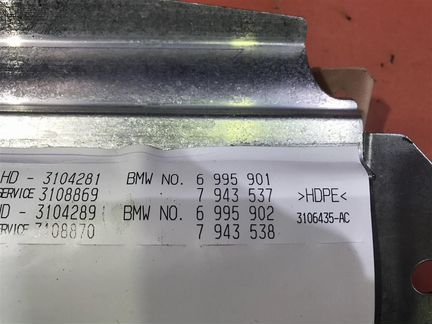 HD - 3104281 BMW NO. 6 995 901
SERVICE 3108869 7 943 537 >HDPE<
HD - 3104289 BMW NO. 6 995 902 3106435-AC
SERVICE 3108870 7 943 538